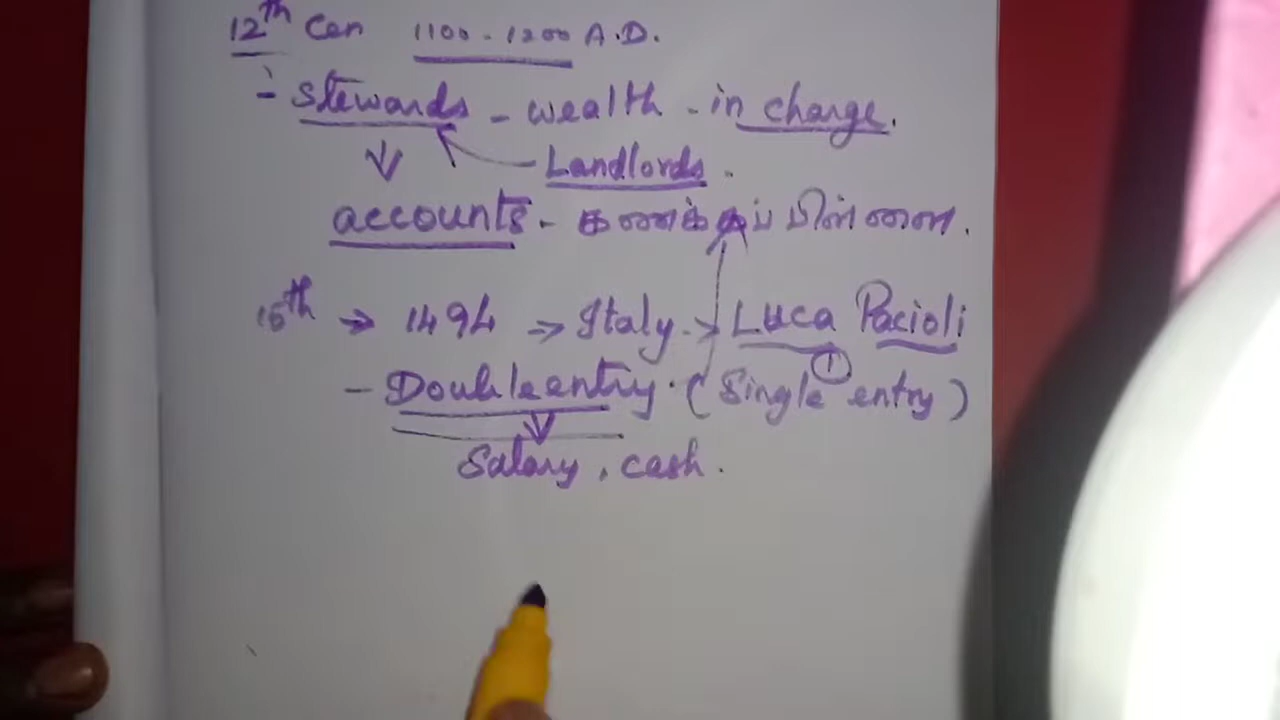 12th Cen 1100 - 1200 A.D.
- Stewards - wealth - in charge.
Landlords.
accounts - கணக்குப் பிள்ளை.
15th → 1494 → Italy → Luca Pacioli
- Double entry. (Single entry) 1
Salary, cash.